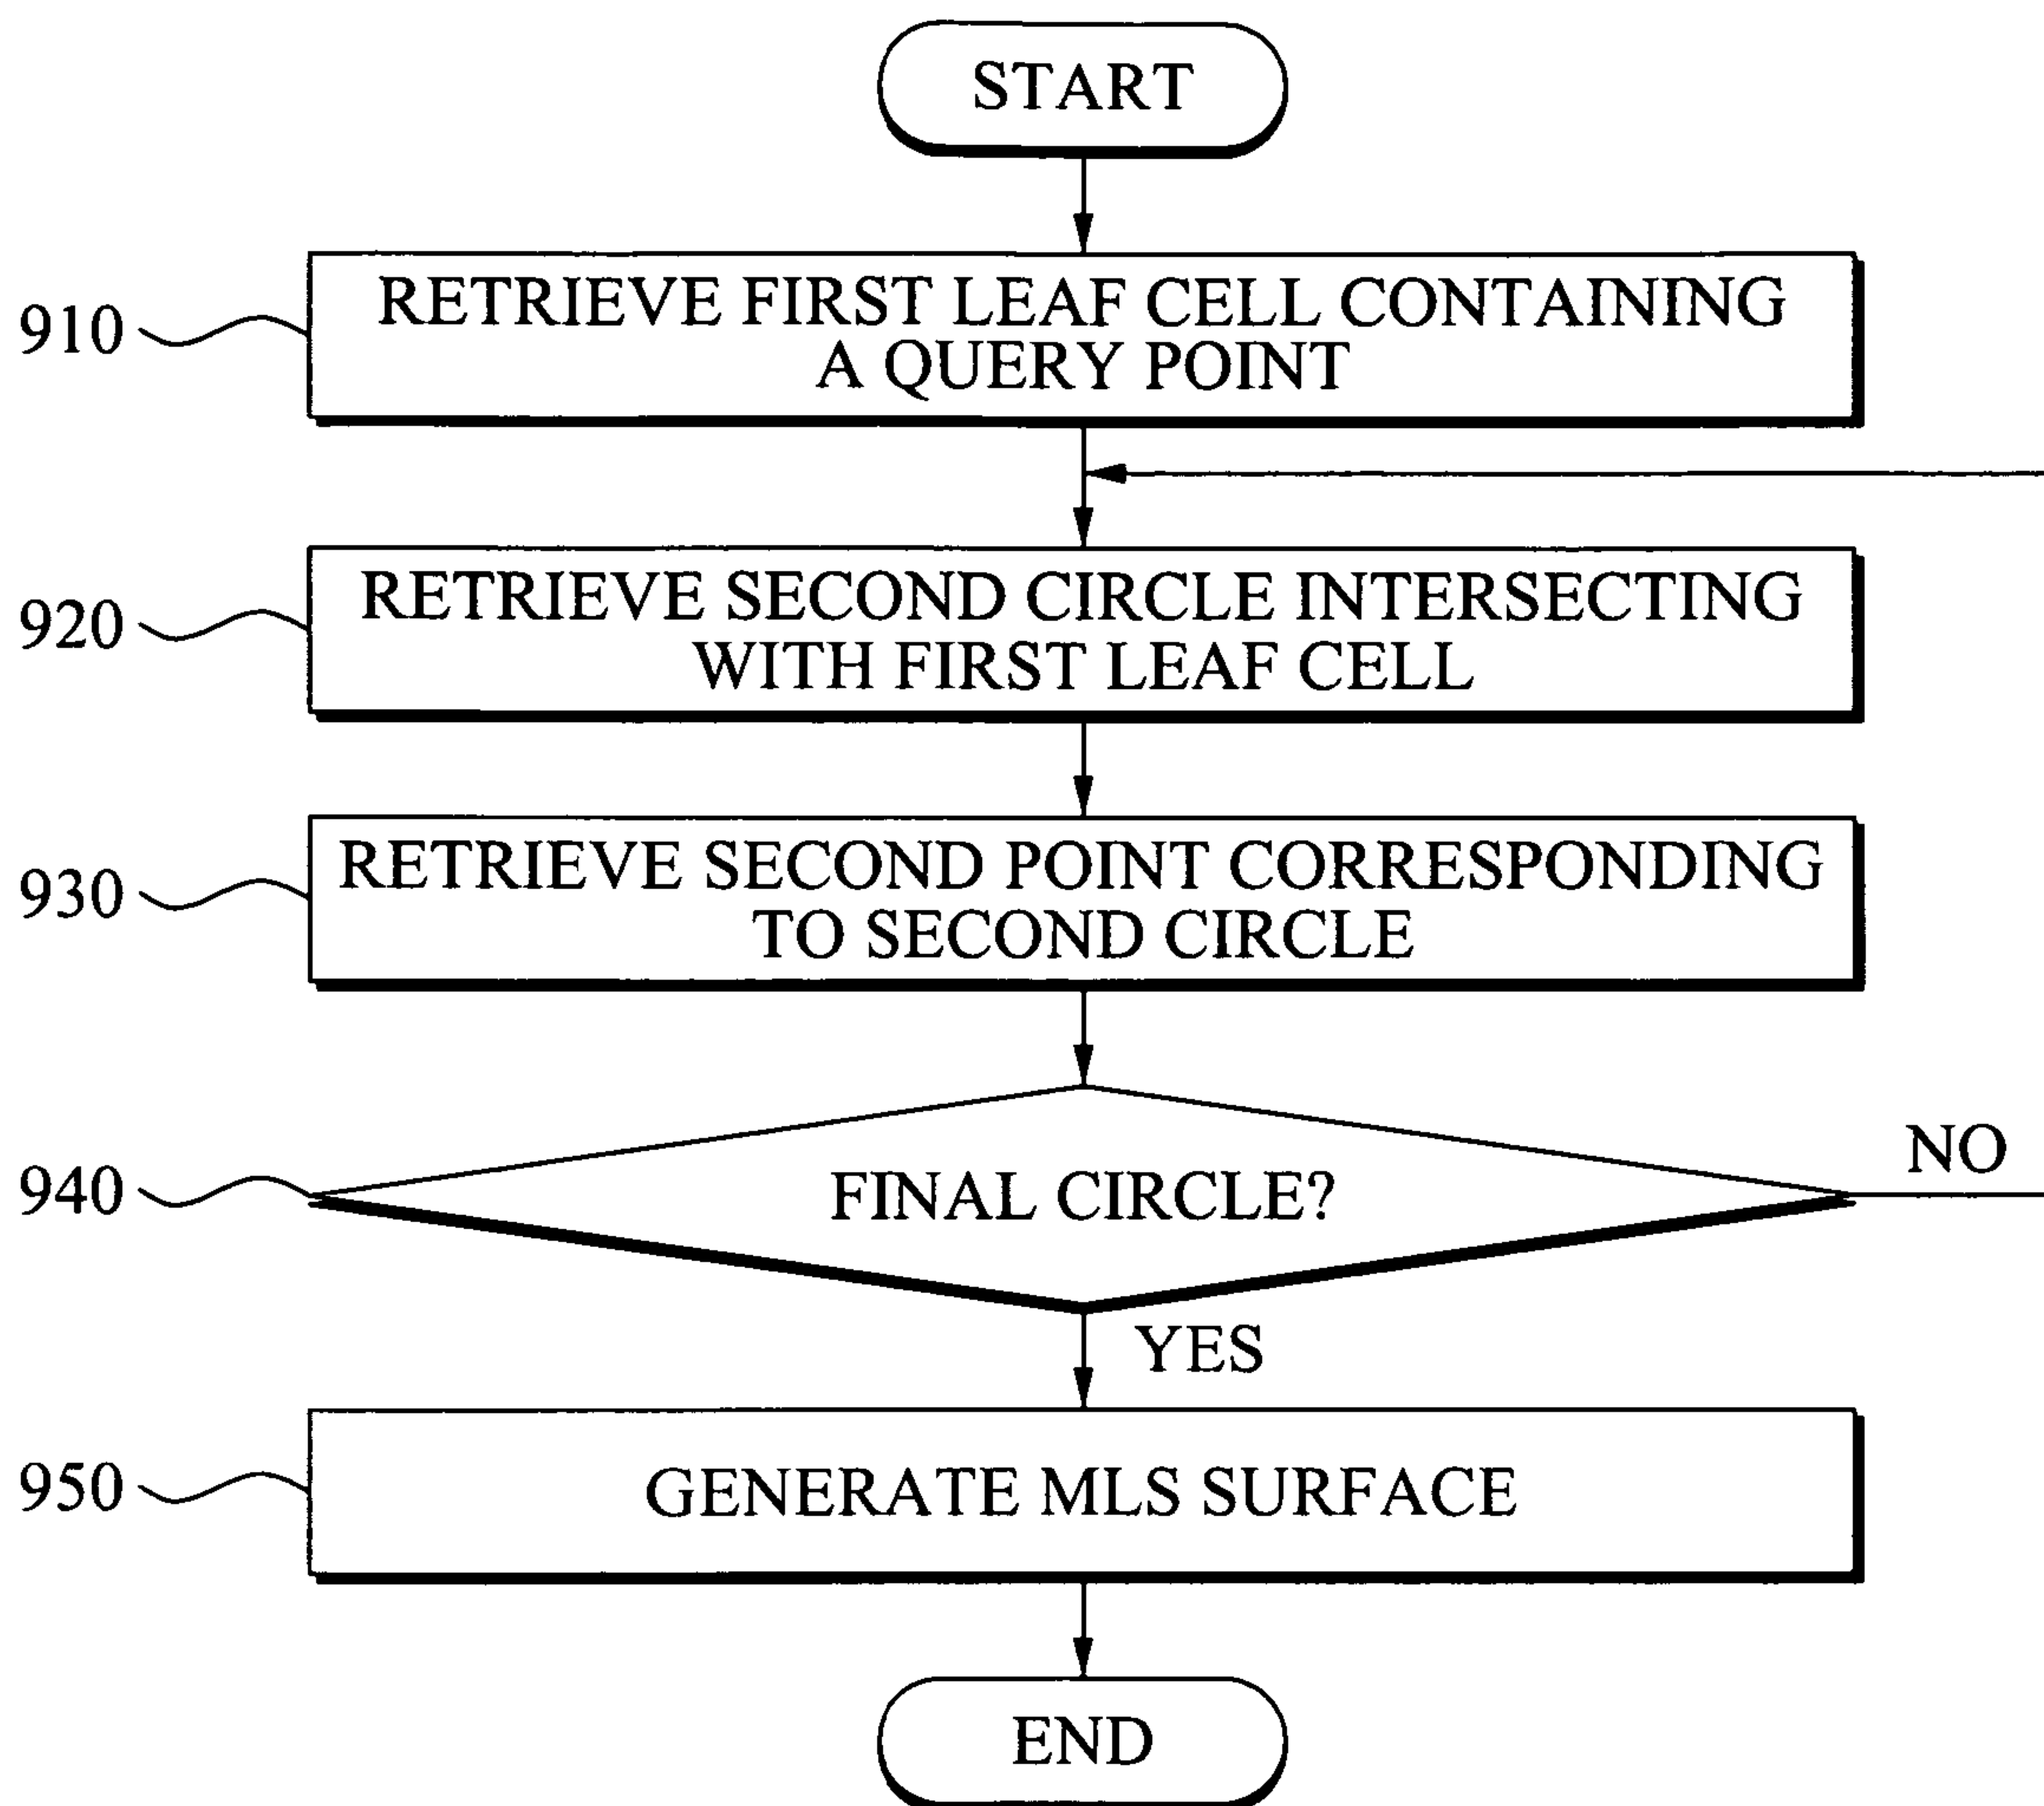 START
910
RETRIEVE FIRST LEAF CELL CONTAINING
A QUERY POINT
920
RETRIEVE SECOND CIRCLE INTERSECTING
WITH FIRST LEAF CELL
930
RETRIEVE SECOND POINT CORRESPONDING
TO SECOND CIRCLE
940
FINAL CIRCLE?
NO
YES
950
GENERATE MLS SURFACE
END